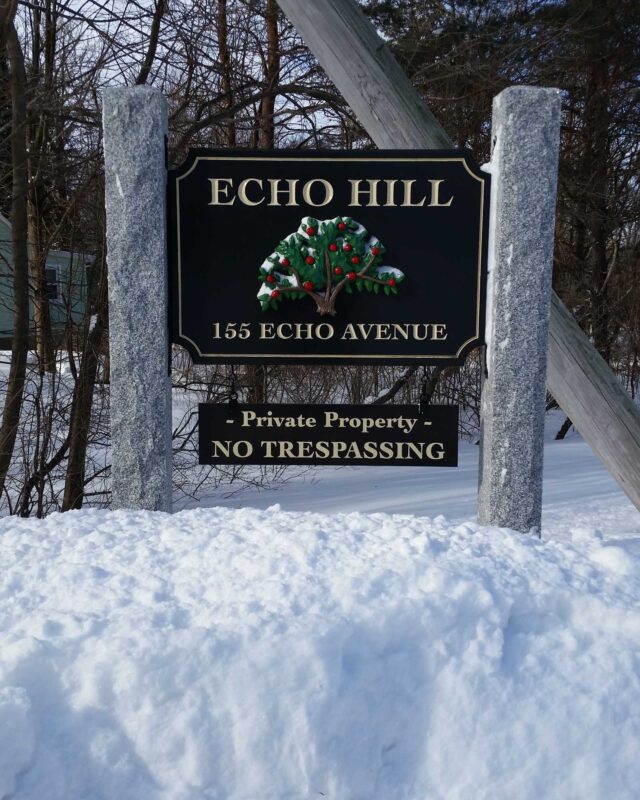 ECHO HILL
155 ECHO AVENUE
- Private Property -
NO TRESPASSING